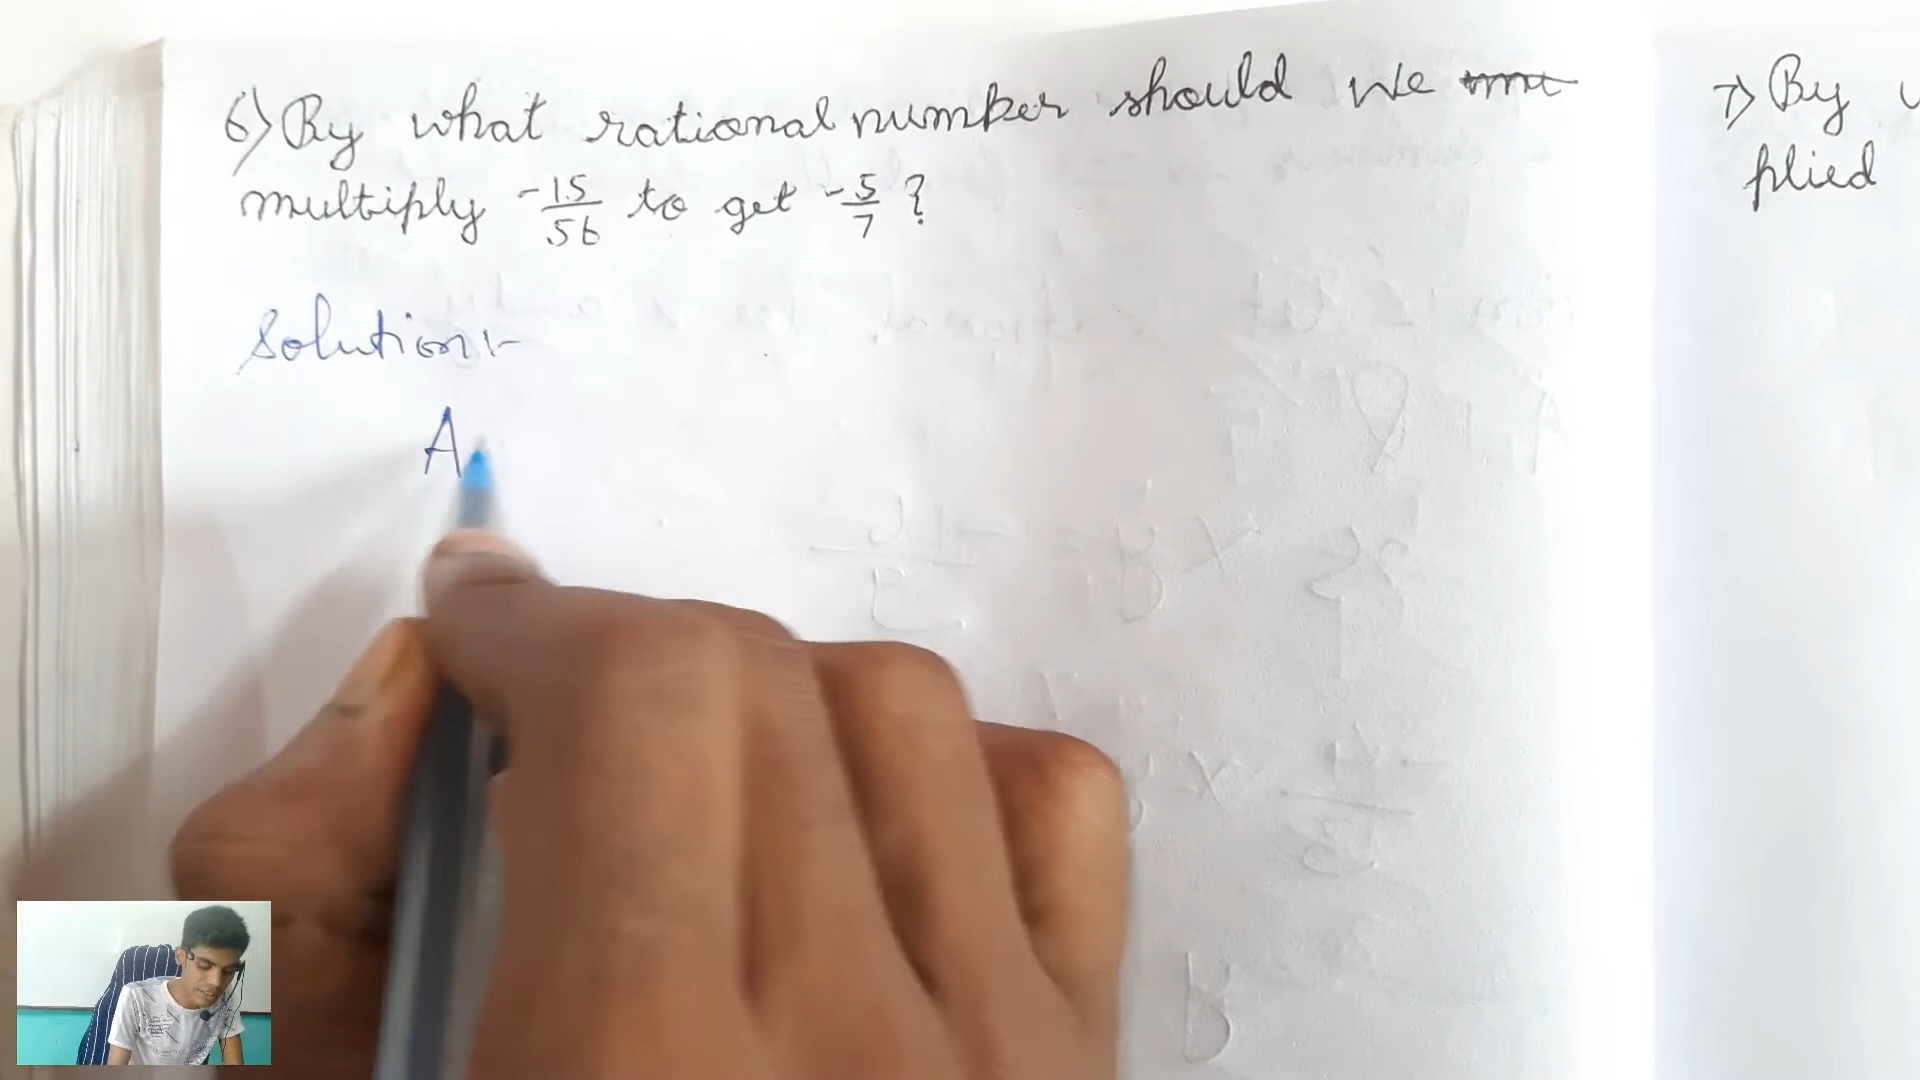 6) By what rational number should we
multiply -15/56 to get -5/7 ?
Solution :-
A
7) By
plied